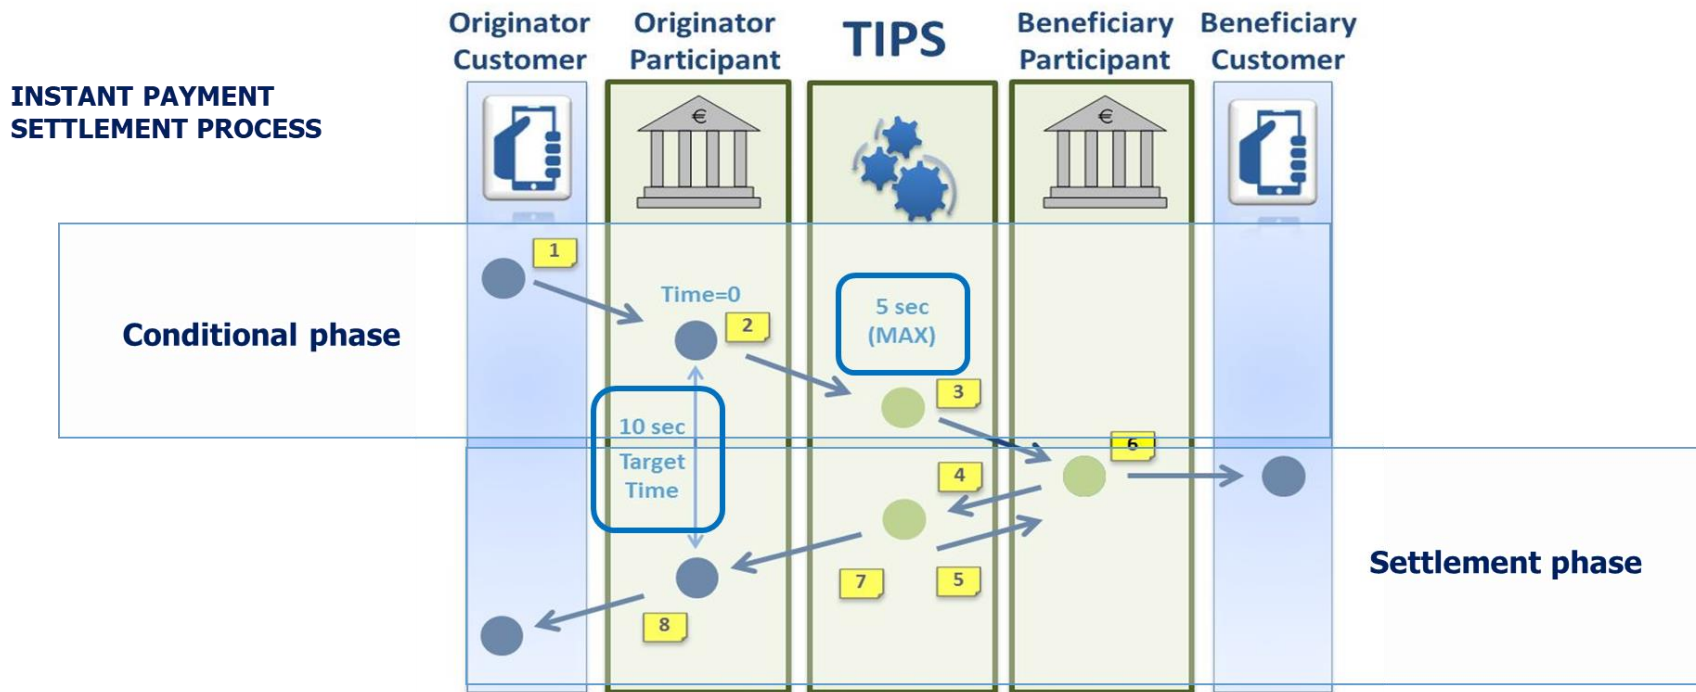 Originator
Customer
Originator
Participant
TIPS
Beneficiary
Participant
Beneficiary
Customer
INSTANT PAYMENT
SETTLEMENT PROCESS
€
€
1
Time=0
2
5 sec
(MAX)
Conditional phase
3
10 sec
Target
Time
6
4
7
5
Settlement phase
8